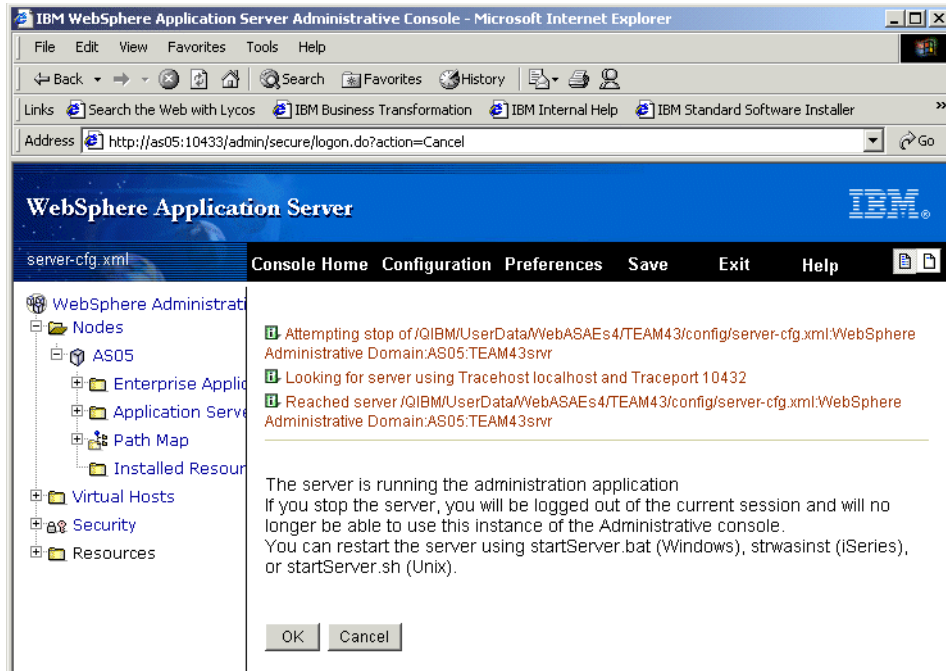 IBM WebSphere Application Server Administrative Console - Microsoft Internet Explorer
File Edit View Favorites Tools Help
Back Search Favorites History
Links Search the Web with Lycos IBM Business Transformation IBM Internal Help IBM Standard Software Installer »
Address http://as05:10433/admin/secure/logon.do?action=Cancel Go
WebSphere Application Server
IBM®
server-cfg.xml
Console Home Configuration Preferences Save Exit Help
WebSphere Administrati
Nodes
AS05
Enterprise Applic
Application Serve
Path Map
Installed Resour
Virtual Hosts
Security
Resources
Attempting stop of /QIBM/UserData/WebASAEs4/TEAM43/config/server-cfg.xml:WebSphere
Administrative Domain:AS05:TEAM43srvr
Looking for server using Tracehost localhost and Traceport 10432
Reached server /QIBM/UserData/WebASAEs4/TEAM43/config/server-cfg.xml:WebSphere
Administrative Domain:AS05:TEAM43srvr
The server is running the administration application
If you stop the server, you will be logged out of the current session and will no
longer be able to use this instance of the Administrative console.
You can restart the server using startServer.bat (Windows), strwasinst (iSeries),
or startServer.sh (Unix).
OK Cancel